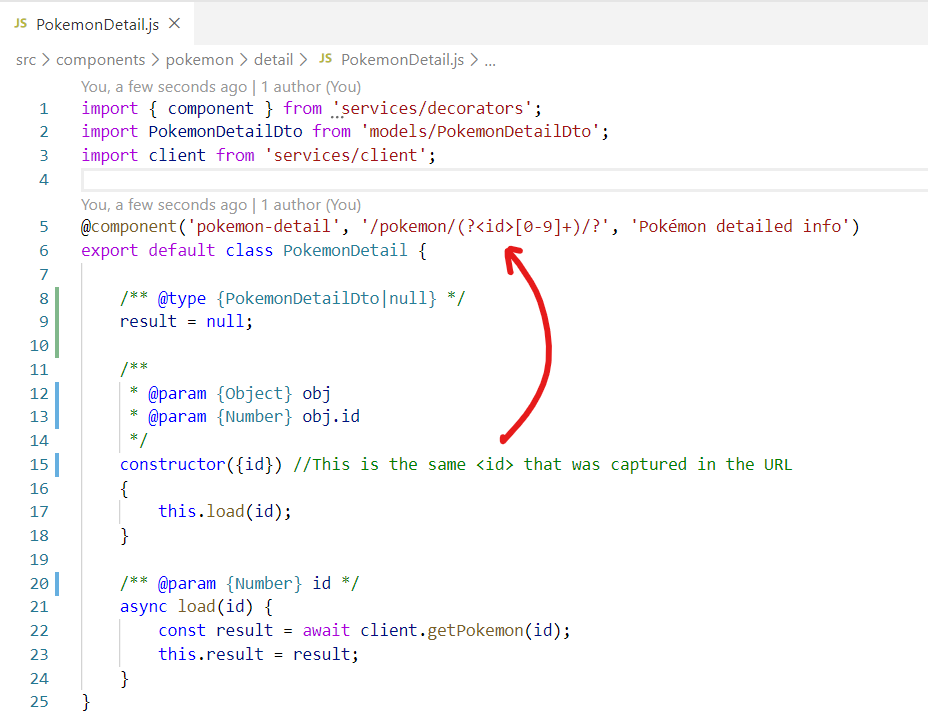 JS PokemonDetail.js ×
src > components > pokemon > detail > JS PokemonDetail.js > ...
You, a few seconds ago | 1 author (You)
1 import { component } from 'services/decorators';
2 import PokemonDetailDto from 'models/PokemonDetailDto';
3 import client from 'services/client';
4
You, a few seconds ago | 1 author (You)
5 @component('pokemon-detail', '/pokemon/(?<id>[0-9]+)/?', 'Pokémon detailed info')
6 export default class PokemonDetail {
7
8     /** @type {PokemonDetailDto|null} */
9     result = null;
10
11     /**
12      * @param {Object} obj
13      * @param {Number} obj.id
14      */
15     constructor({id}) //This is the same <id> that was captured in the URL
16     {
17         this.load(id);
18     }
19
20     /** @param {Number} id */
21     async load(id) {
22         const result = await client.getPokemon(id);
23         this.result = result;
24     }
25 }